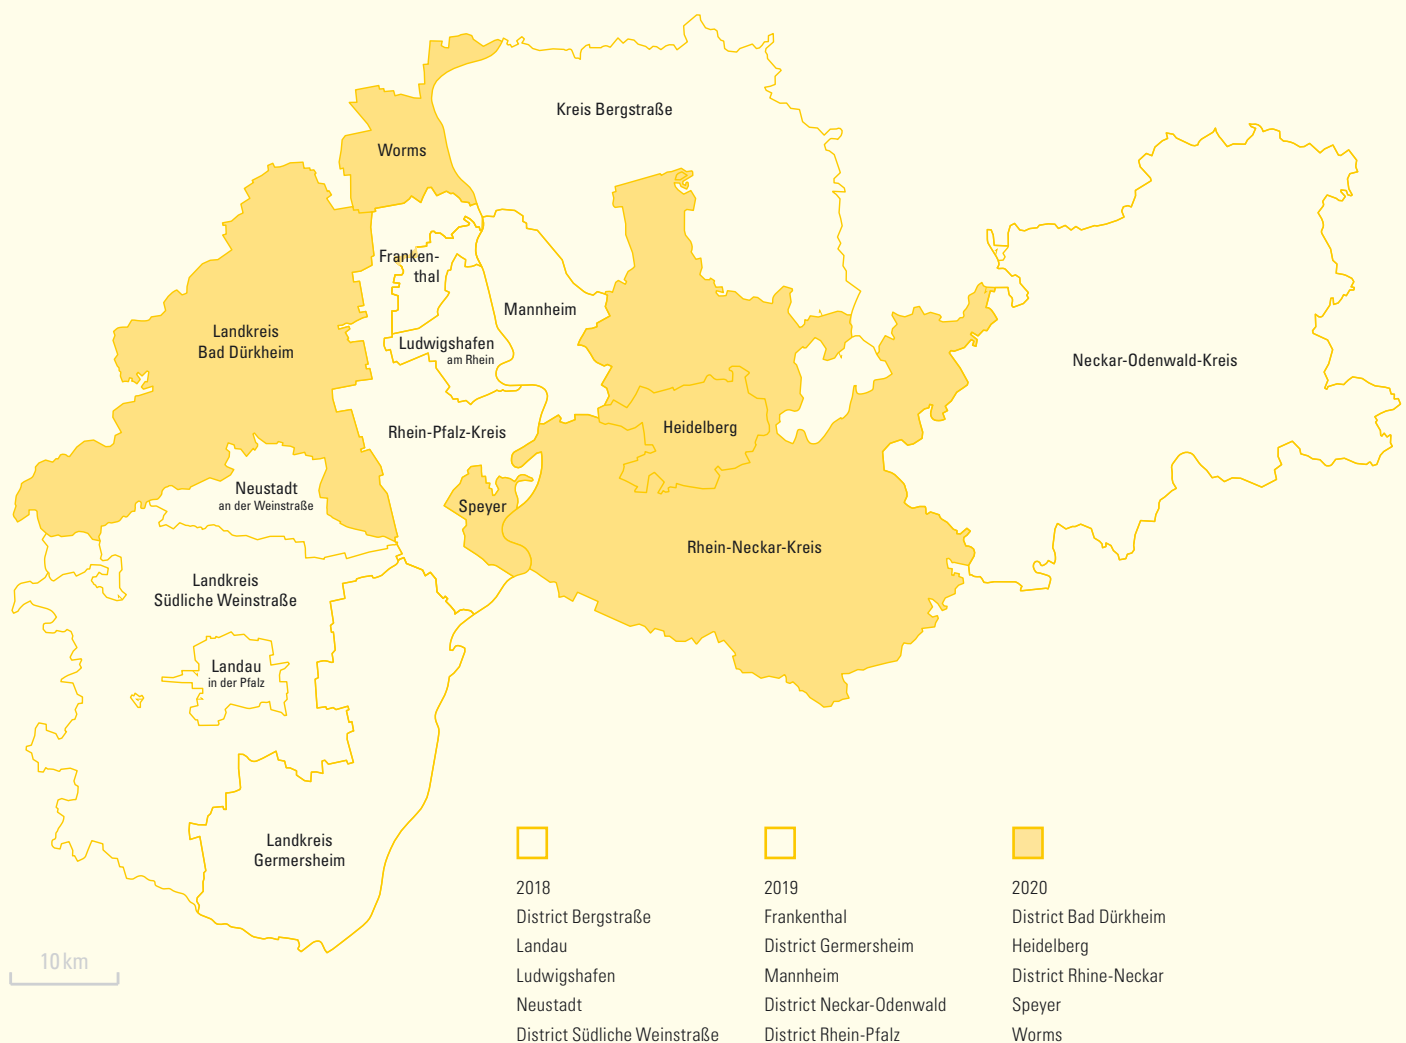 Kreis Bergstraße
Worms
Franken-
thal
Mannheim
Landkreis
Bad Dürkheim
Ludwigshafen
am Rhein
Neckar-Odenwald-Kreis
Rhein-Pfalz-Kreis
Heidelberg
Neustadt
an der Weinstraße
Speyer
Rhein-Neckar-Kreis
Landkreis
Südliche Weinstraße
Landau
in der Pfalz
Landkreis
Germersheim
10 km
2018
District Bergstraße
Landau
Ludwigshafen
Neustadt
District Südliche Weinstraße
2019
Frankenthal
District Germersheim
Mannheim
District Neckar-Odenwald
District Rhein-Pfalz
2020
District Bad Dürkheim
Heidelberg
District Rhine-Neckar
Speyer
Worms